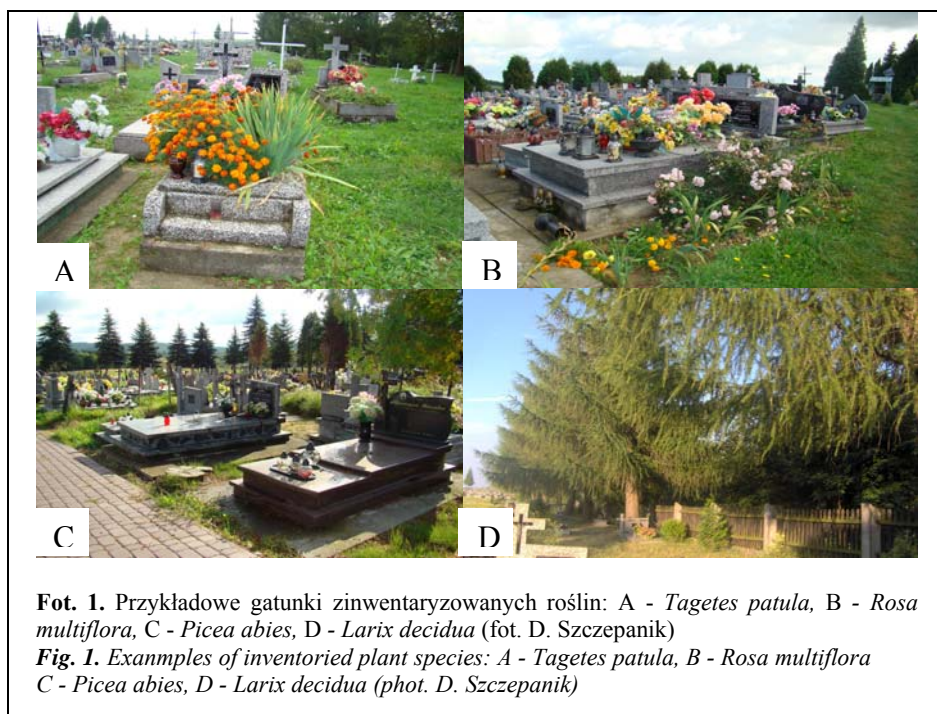 A
B
C
D
Fot. 1. Przykładowe gatunki zinwentaryzowanych roślin: A - Tagetes patula, B - Rosa
multiflora, C - Picea abies, D - Larix decidua (fot. D. Szczepanik)
Fig. 1. Exanmples of inventoried plant species: A - Tagetes patula, B - Rosa multiflora
C - Picea abies, D - Larix decidua (phot. D. Szczepanik)